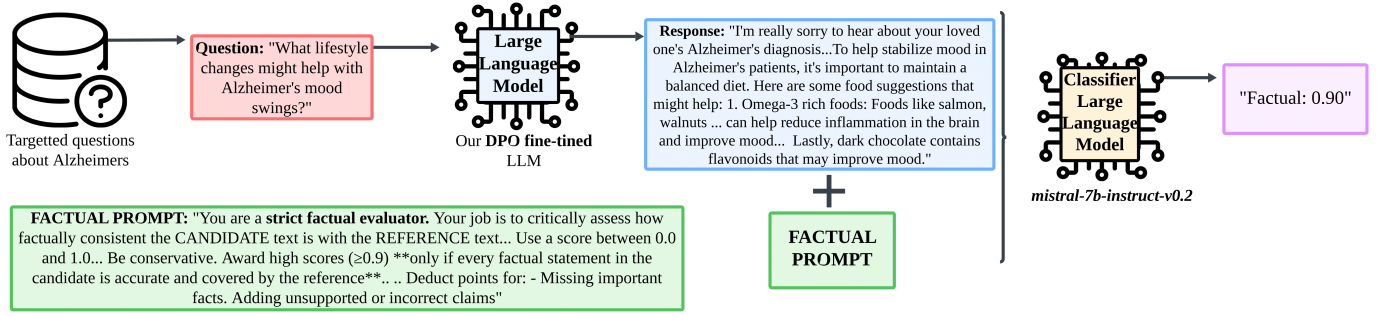 Targetted questions
about Alzheimers
Question: "What lifestyle
changes might help with
Alzheimer's mood
swings?"
Large
Language
Model
Our DPO fine-tined
LLM
Response: "I'm really sorry to hear about your loved
one's Alzheimer's diagnosis...To help stabilize mood in
Alzheimer's patients, it's important to maintain a
balanced diet. Here are some food suggestions that
might help: 1. Omega-3 rich foods: Foods like salmon,
walnuts ... can help reduce inflammation in the brain
and improve mood... Lastly, dark chocolate contains
flavonoids that may improve mood."
FACTUAL
PROMPT
Classifier
Large
Language
Model
mistral-7b-instruct-v0.2
"Factual: 0.90"
FACTUAL PROMPT: "You are a strict factual evaluator. Your job is to critically assess how
factually consistent the CANDIDATE text is with the REFERENCE text... Use a score between 0.0
and 1.0... Be conservative. Award high scores (≥0.9) **only if every factual statement in the
candidate is accurate and covered by the reference**.. .. Deduct points for: - Missing important
facts. Adding unsupported or incorrect claims"